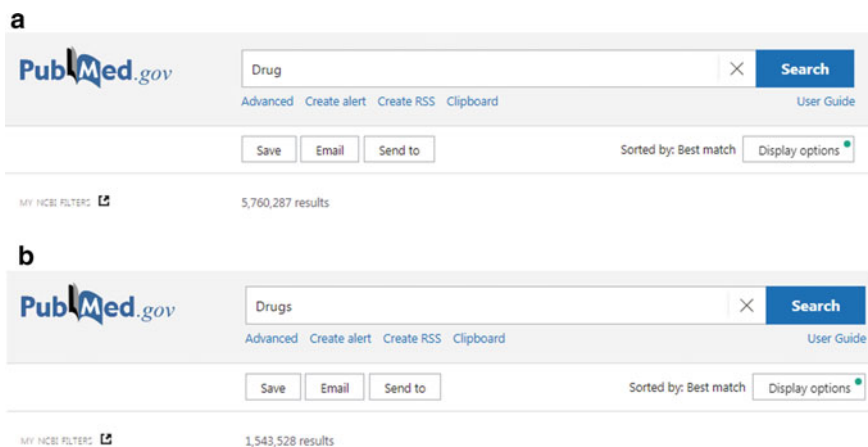 a
PubMed.gov
Drug
Search
Advanced Create alert Create RSS Clipboard User Guide
Save Email Send to Sorted by: Best match Display options
MY NCBI FILTERS 5,760,287 results
b
PubMed.gov
Drugs
Search
Advanced Create alert Create RSS Clipboard User Guide
Save Email Send to Sorted by: Best match Display options
MY NCBI FILTERS 1,543,528 results